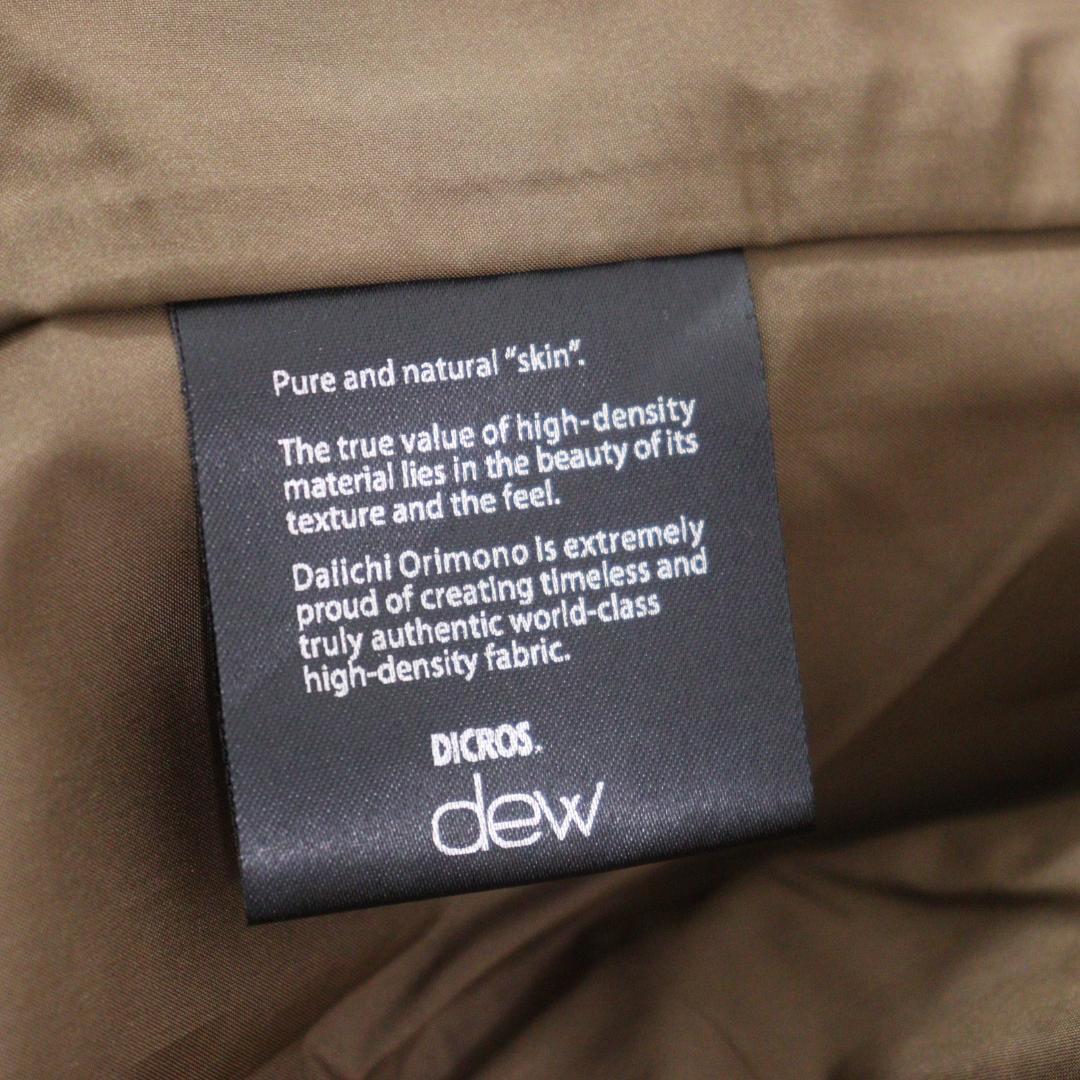 Pure and natural “skin”.
The true value of high-density
material lies in the beauty of its
texture and the feel.
Daiichi Orimono is extremely
proud of creating timeless and
truly authentic world-class
high-density fabric.
DICROS.
dew